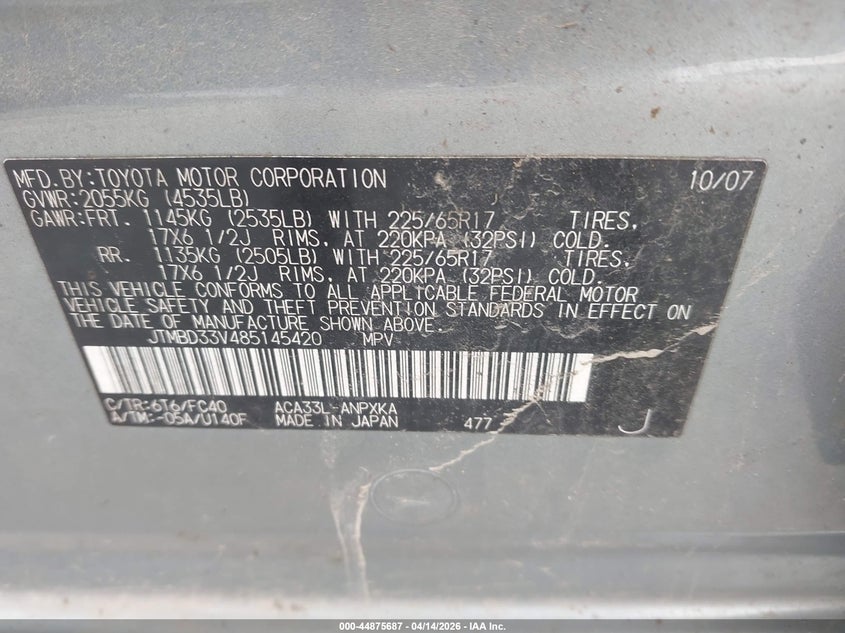 MFD.BY:TOYOTA MOTOR CORPORATION 10/07
GVWR:2055KG (4535LB)
GAWR:FRT. 1145KG (2535LB) WITH 225/65R17 TIRES,
17X6 1/2J RIMS, AT 220KPA (32PSI) COLD.
RR. 1135KG (2505LB) WITH 225/65R17 TIRES,
17X6 1/2J RIMS, AT 220KPA (32PSI) COLD.
THIS VEHICLE CONFORMS TO ALL APPLICABLE FEDERAL MOTOR
VEHICLE SAFETY AND THEFT PREVENTION STANDARDS IN EFFECT ON
THE DATE OF MANUFACTURE SHOWN ABOVE.
JTMBD33V485145420 MPV
C/TR:6T6/FC40 ACA33L-ANPXKA
A/TM:-05A/U140F MADE IN JAPAN 477 J
000-44875687 - 04/14/2026 - IAA Inc.